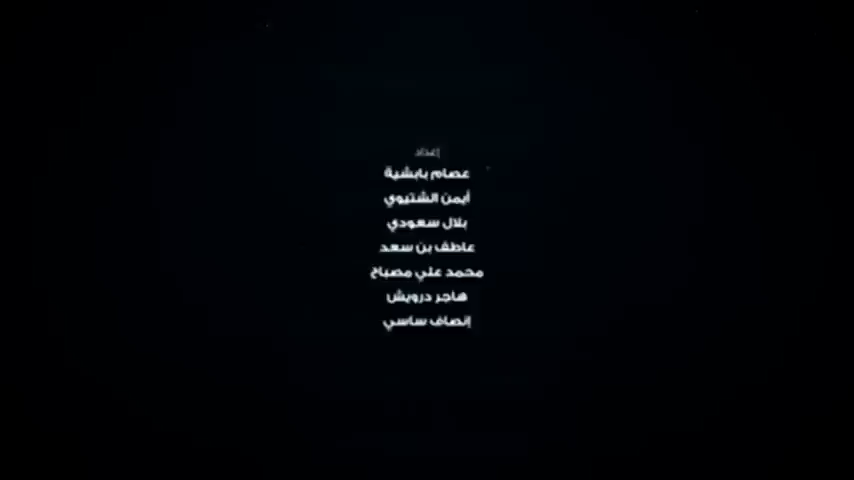 إعداد
عصام بابشية
أيمن الشتيوي
بلال سعودي
عاطف بن سعد
محمد علي مصباح
هاجر درويش
إنصاف ساسي